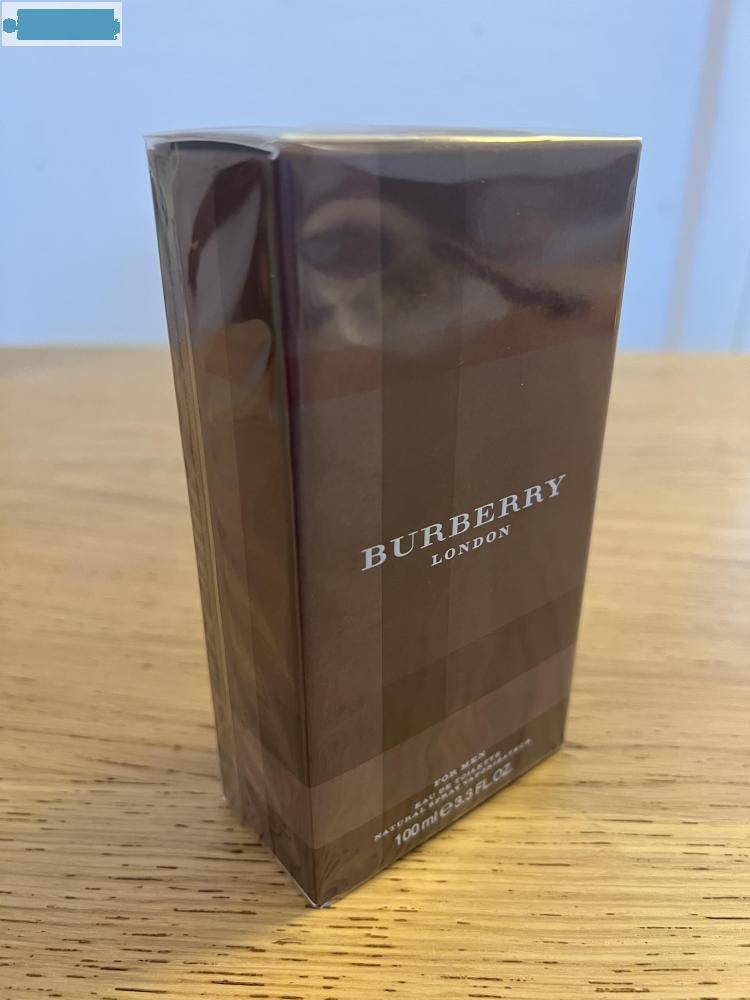 BURBERRY
LONDON
FOR MEN
EAU DE TOILETTE
NATURAL SPRAY VAPORISATEUR
100 ml ℮ 3.3 FL.OZ.